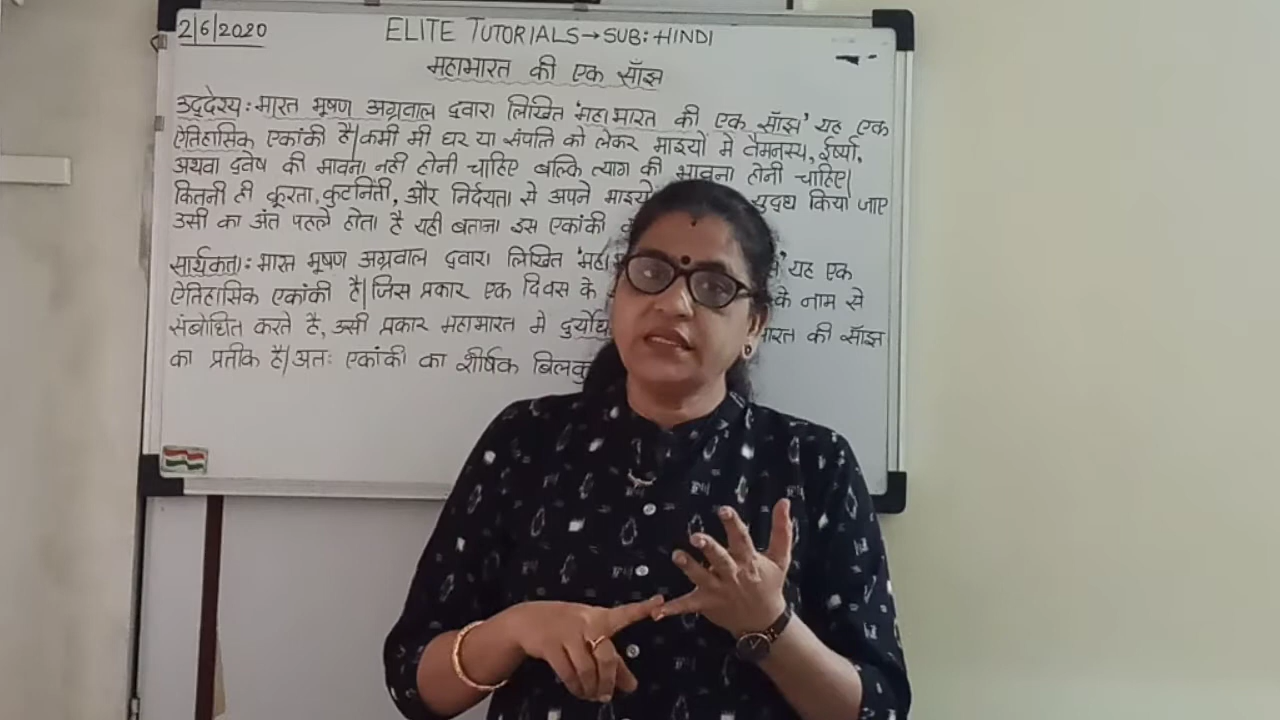 2/6/2020
ELITE TUTORIALS→SUB: HINDI
महाभारत की एक साँझ
उद्देश्य: भारत भूषण अग्रवाल द्वारा लिखित 'महाभारत की एक साँझ' यह एक
ऐतिहासिक एकांकी है|कभी भी घर या संपत्ति को लेकर भाइयों मे वैमनस्य, ईर्ष्या,
अथवा द्वेष की भावना नही होनी चाहिए बल्कि त्याग की भावना होनी चाहिए|
कितनी ही क्रूरता, कुटनिती, और निर्दयता से अपने भाइयो युद्ध किया जाए
उसी का अंत पहले होता है यही बताना इस एकांकी
सार्थकता: भारत भूषण अग्रवाल द्वारा लिखित यह एक
ऐतिहासिक एकांकी है|जिस प्रकार एक दिवस के के नाम से
संबोधित करते है, उसी प्रकार महाभारत मे की साँझ
का प्रतीक है|अतः एकांकी का शीर्षक